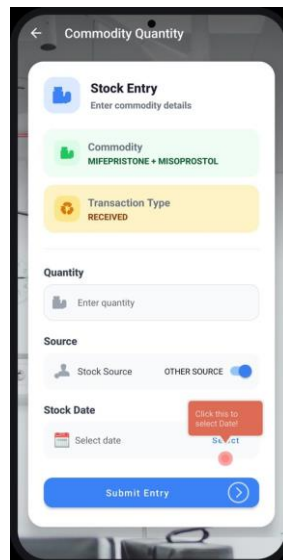 Commodity Quantity
Stock Entry
Enter commodity details
Commodity
MIFEPRISTONE + MISOPROSTOL
Transaction Type
RECEIVED
Quantity
Enter quantity
Source
Stock Source
OTHER SOURCE
Stock Date
Click this to
select Date!
Select date
Select
Submit Entry